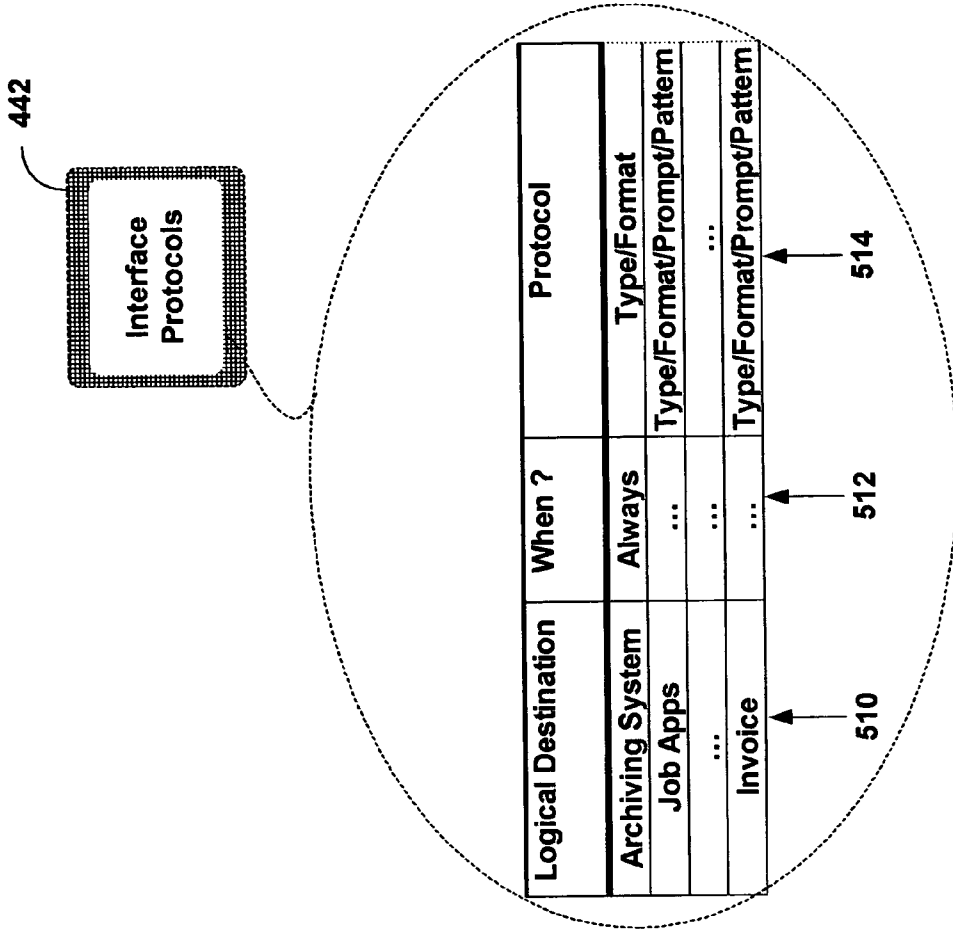 442
Interface
Protocols
Logical Destination When ? Protocol
Archiving System Always Type/Format
Job Apps ... Type/Format/Prompt/Pattern
... ... ...
Invoice ... Type/Format/Prompt/Pattern
510 512 514